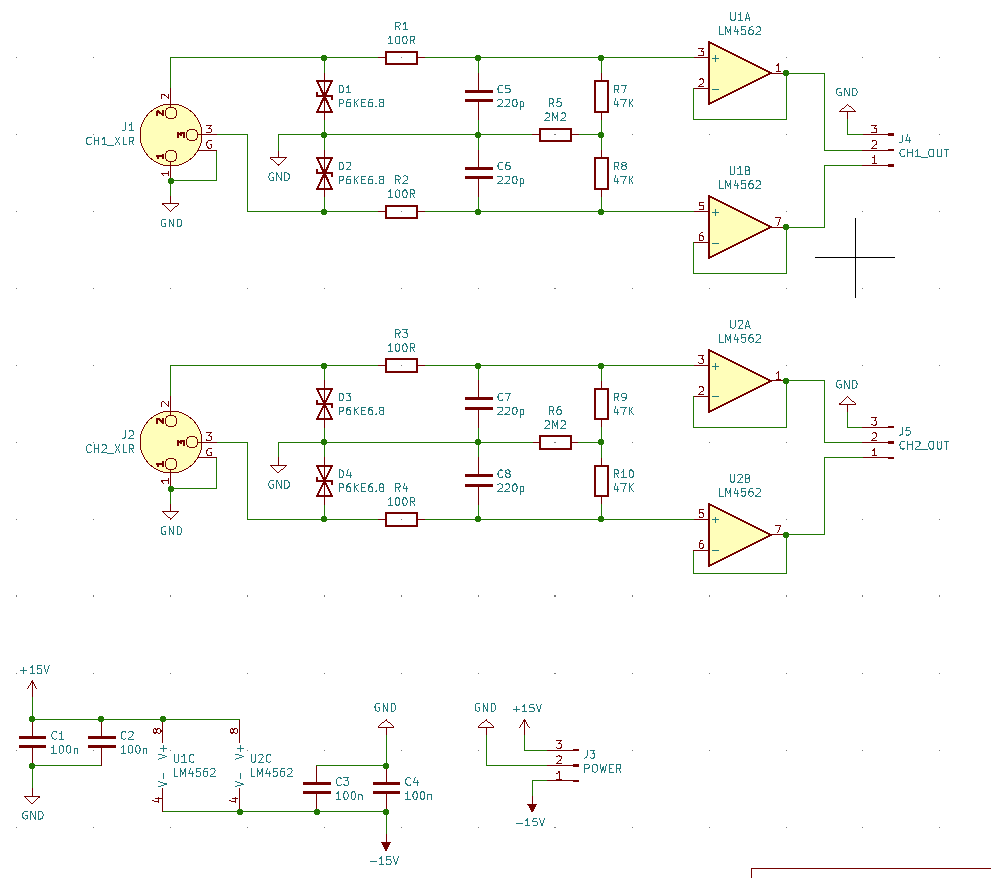 U1A
LM4562
R1
100R
3
+
1
2
−
2
2
D1
P6KE6.8
C5
220p
R7
47K
R5
2M2
GND
J1
CH1_XLR
3
3
G
1
1
GND
GND
D2
P6KE6.8
R2
100R
C6
220p
R8
47K
3
2
1
J4
CH1_OUT
U1B
LM4562
5
+
7
6
−
U2A
LM4562
R3
100R
3
+
1
2
−
2
2
D3
P6KE6.8
C7
220p
R9
47K
R6
2M2
GND
J2
CH2_XLR
3
3
G
1
1
GND
GND
D4
P6KE6.8
R4
100R
C8
220p
R10
47K
3
2
1
J5
CH2_OUT
U2B
LM4562
5
+
7
6
−
+15V
C1
100n
C2
100n
GND
8
V+
U1C
LM4562
V-
4
8
V+
U2C
LM4562
V-
4
GND
C3
100n
C4
100n
-15V
GND
+15V
3
2
1
J3
POWER
-15V